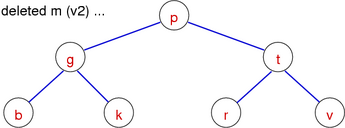 deleted m (v2) ...
p
g t
b k r v